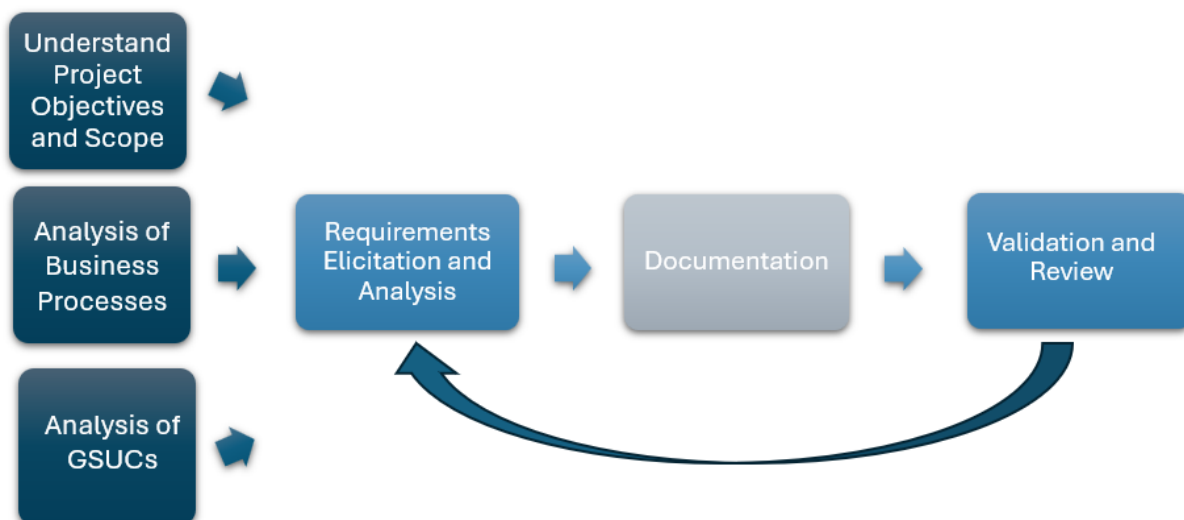 Understand
Project
Objectives
and Scope
Analysis of
Business
Processes
Analysis of
GSUCs
Requirements
Elicitation and
Analysis
Documentation
Validation and
Review